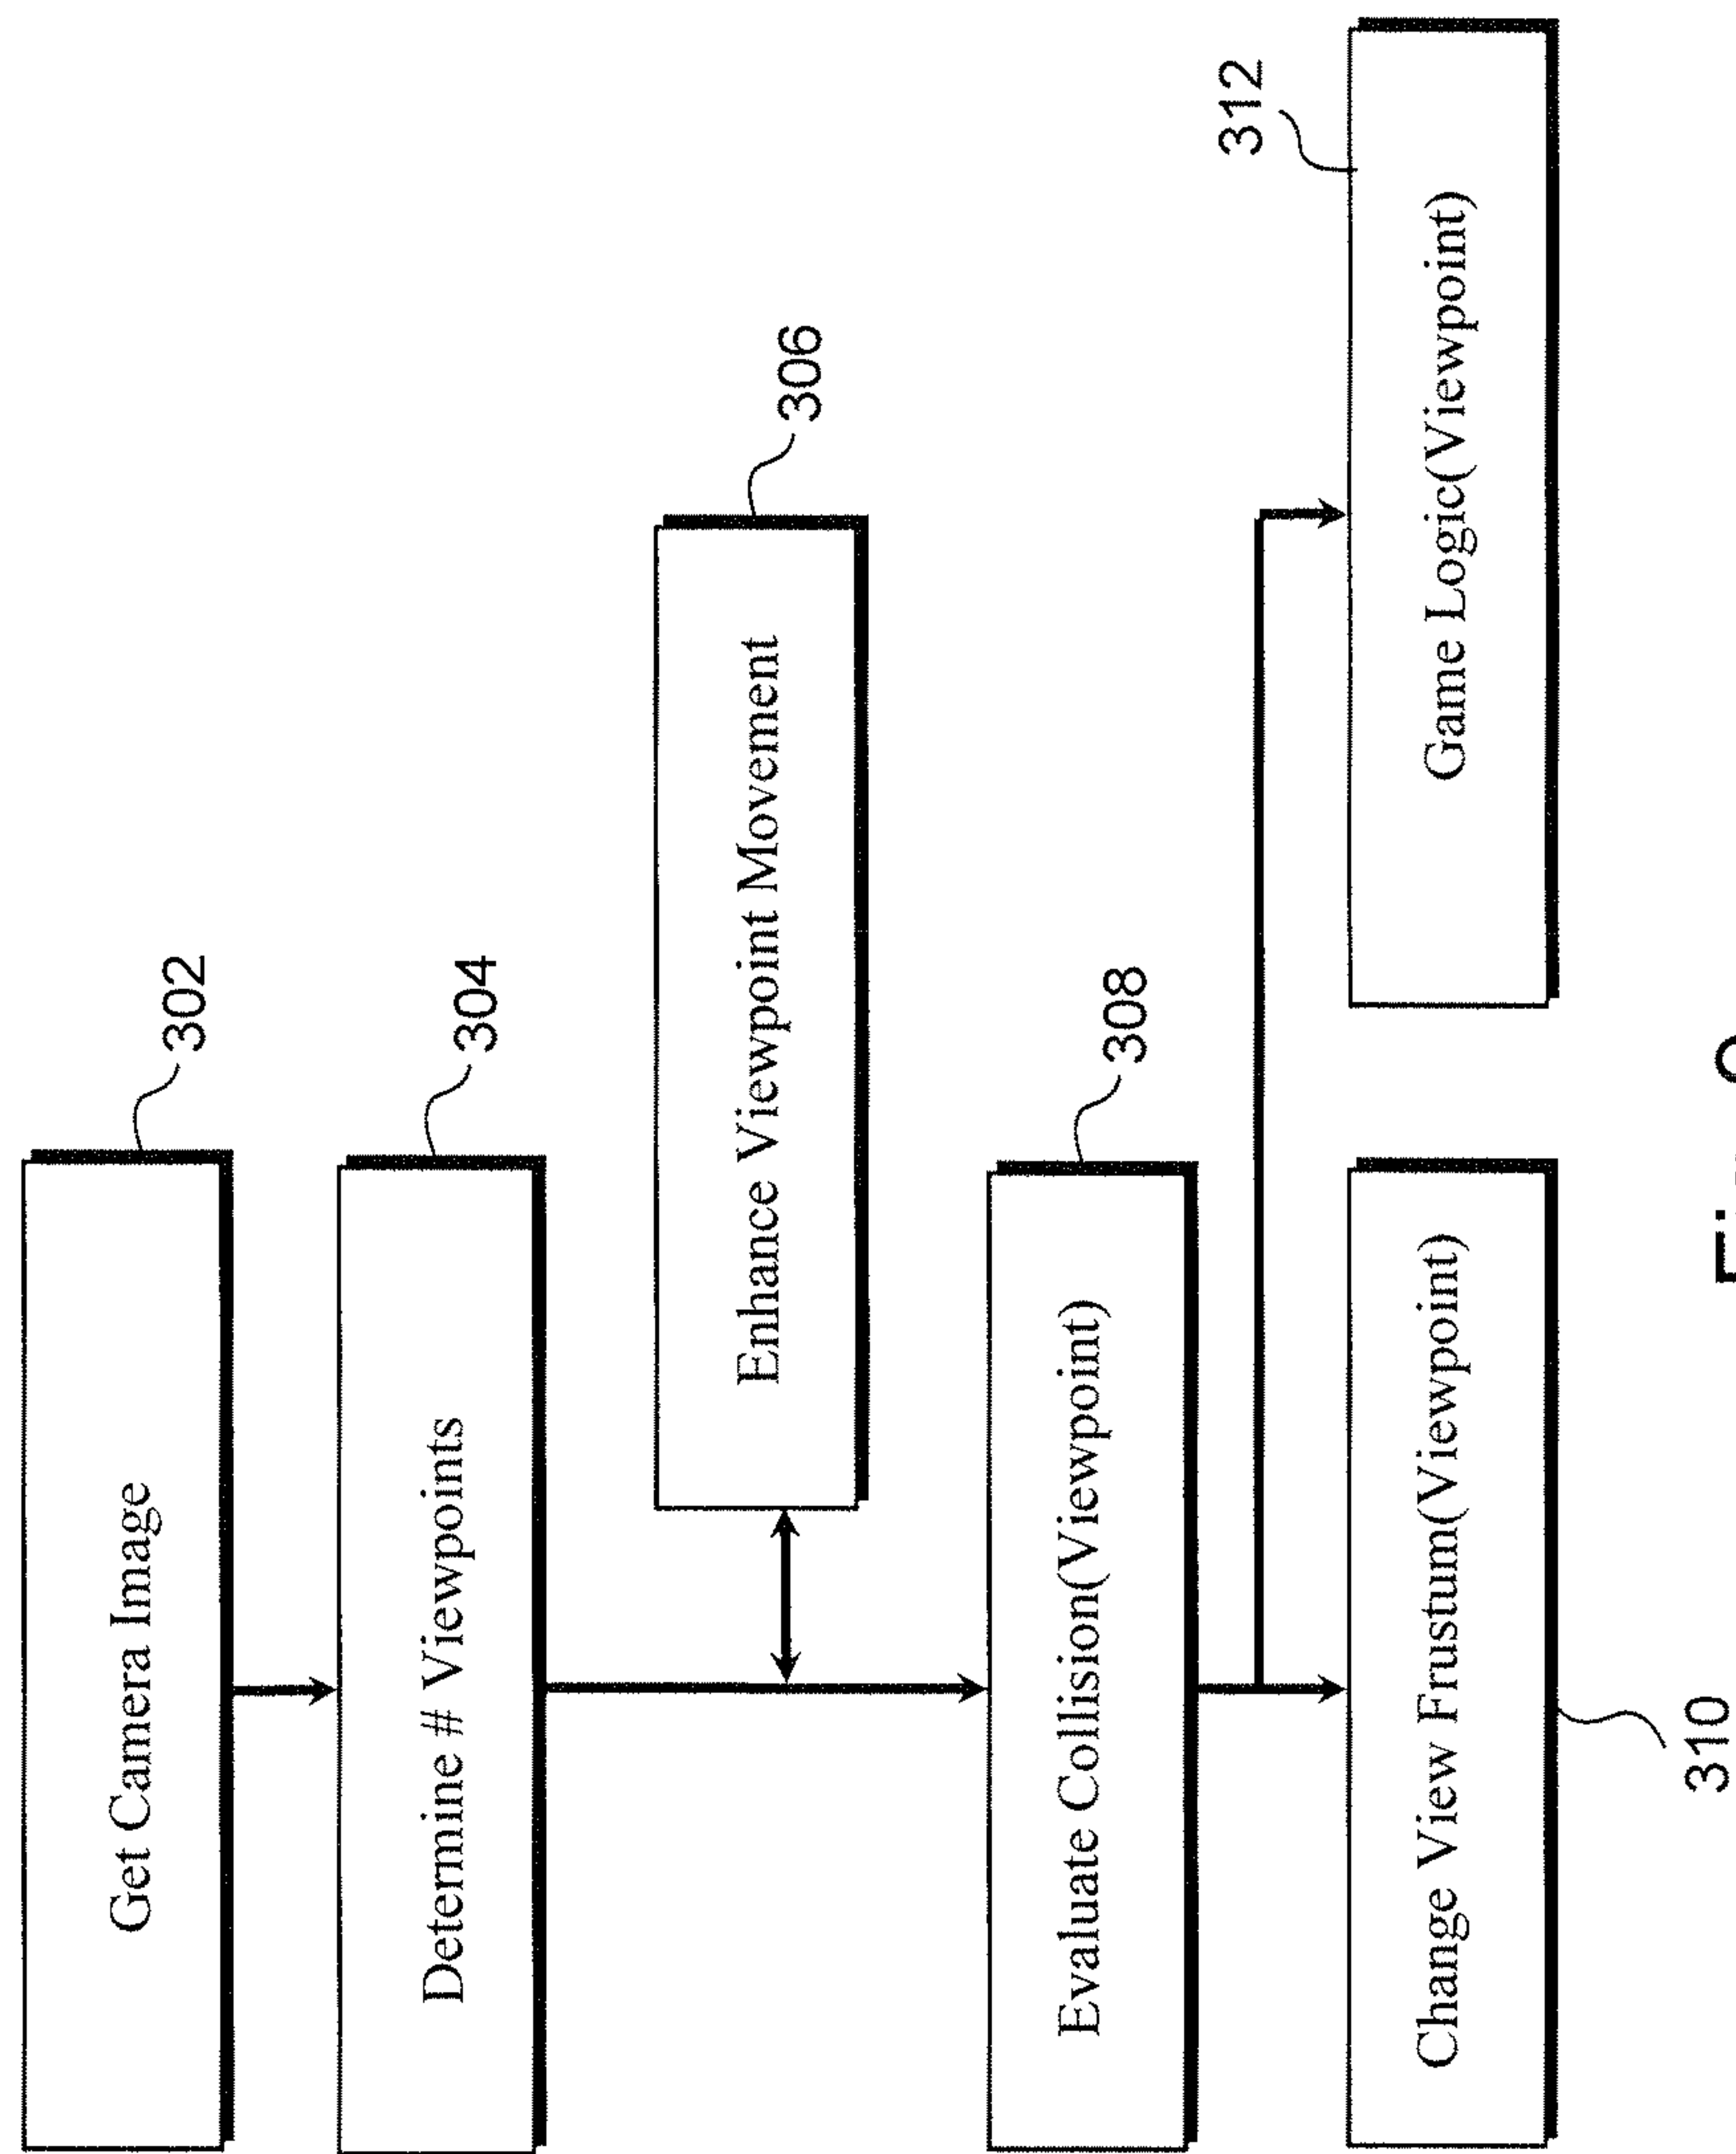 Get Camera Image
302
Determine # Viewpoints
304
Enhance Viewpoint Movement
306
Evaluate Collision(Viewpoint)
308
Change View Frustum(Viewpoint)
310
Game Logic(Viewpoint)
312